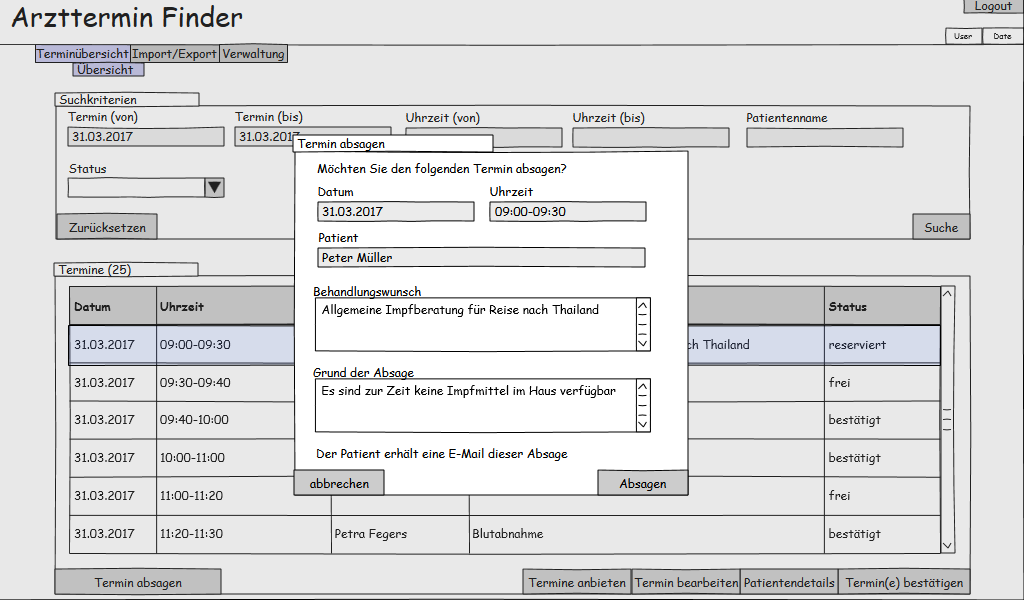 Arzttermin Finder
Logout
User Date
Terminübersicht Import/Export Verwaltung
Übersicht
Suchkriterien
Termin (von) Termin (bis) Uhrzeit (von) Uhrzeit (bis) Patientenname
31.03.2017 31.03.2017
Status
Zurücksetzen Suche
Termin absagen
Möchten Sie den folgenden Termin absagen?
Datum Uhrzeit
31.03.2017 09:00-09:30
Patient
Peter Müller
Behandlungswunsch
Allgemeine Impfberatung für Reise nach Thailand
Grund der Absage
Es sind zur Zeit keine Impfmittel im Haus verfügbar
Der Patient erhält eine E-Mail dieser Absage
abbrechen Absagen
Termine (25)
Datum Uhrzeit Status
31.03.2017 09:00-09:30 ch Thailand reserviert
31.03.2017 09:30-09:40 frei
31.03.2017 09:40-10:00 bestätigt
31.03.2017 10:00-11:00 bestätigt
31.03.2017 11:00-11:20 frei
31.03.2017 11:20-11:30 Petra Fegers Blutabnahme bestätigt
Termin absagen Termine anbieten Termin bearbeiten Patientendetails Termin(e) bestätigen